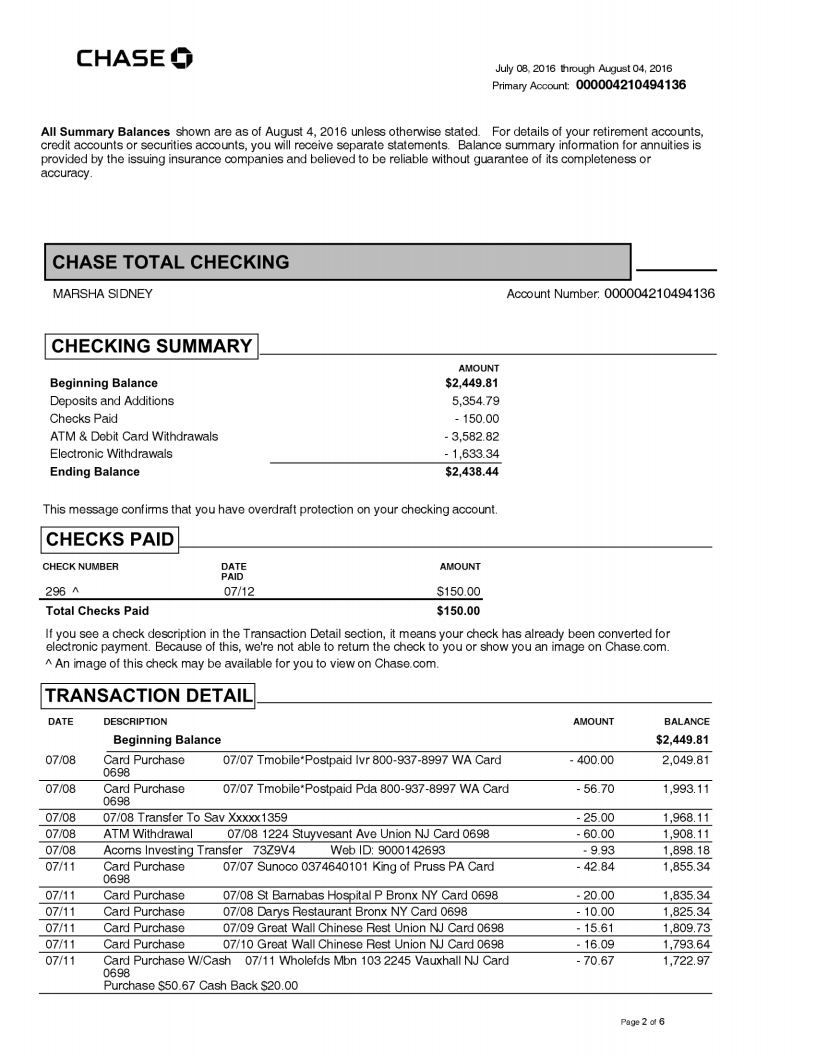 CHASE
July 08, 2016 through August 04, 2016
Primary Account: 000004210494136
All Summary Balances shown are as of August 4, 2016 unless otherwise stated. For details of your retirement accounts,
credit accounts or securities accounts, you will receive separate statements. Balance summary information for annuities is
provided by the issuing insurance companies and believed to be reliable without guarantee of its completeness or
accuracy.
CHASE TOTAL CHECKING
MARSHA SIDNEY Account Number: 000004210494136
CHECKING SUMMARY
AMOUNT
Beginning Balance $2,449.81
Deposits and Additions 5,354.79
Checks Paid - 150.00
ATM & Debit Card Withdrawals - 3,582.82
Electronic Withdrawals - 1,633.34
Ending Balance $2,438.44
This message confirms that you have overdraft protection on your checking account.
CHECKS PAID
CHECK NUMBER DATE AMOUNT
PAID
296 ^ 07/12 $150.00
Total Checks Paid $150.00
If you see a check description in the Transaction Detail section, it means your check has already been converted for
electronic payment. Because of this, we're not able to return the check to you or show you an image on Chase.com.
^ An image of this check may be available for you to view on Chase.com.
TRANSACTION DETAIL
DATE DESCRIPTION AMOUNT BALANCE
Beginning Balance $2,449.81
07/08 Card Purchase 07/07 Tmobile*Postpaid Ivr 800-937-8997 WA Card - 400.00 2,049.81
0698
07/08 Card Purchase 07/07 Tmobile*Postpaid Pda 800-937-8997 WA Card - 56.70 1,993.11
0698
07/08 07/08 Transfer To Sav Xxxxx1359 - 25.00 1,968.11
07/08 ATM Withdrawal 07/08 1224 Stuyvesant Ave Union NJ Card 0698 - 60.00 1,908.11
07/08 Acorns Investing Transfer 73Z9V4 Web ID: 9000142693 - 9.93 1,898.18
07/11 Card Purchase 07/07 Sunoco 0374640101 King of Pruss PA Card - 42.84 1,855.34
0698
07/11 Card Purchase 07/08 St Barnabas Hospital P Bronx NY Card 0698 - 20.00 1,835.34
07/11 Card Purchase 07/08 Darys Restaurant Bronx NY Card 0698 - 10.00 1,825.34
07/11 Card Purchase 07/09 Great Wall Chinese Rest Union NJ Card 0698 - 15.61 1,809.73
07/11 Card Purchase 07/10 Great Wall Chinese Rest Union NJ Card 0698 - 16.09 1,793.64
07/11 Card Purchase W/Cash 07/11 Wholefds Mbn 103 2245 Vauxhall NJ Card - 70.67 1,722.97
0698
Purchase $50.67 Cash Back $20.00
Page 2 of 6